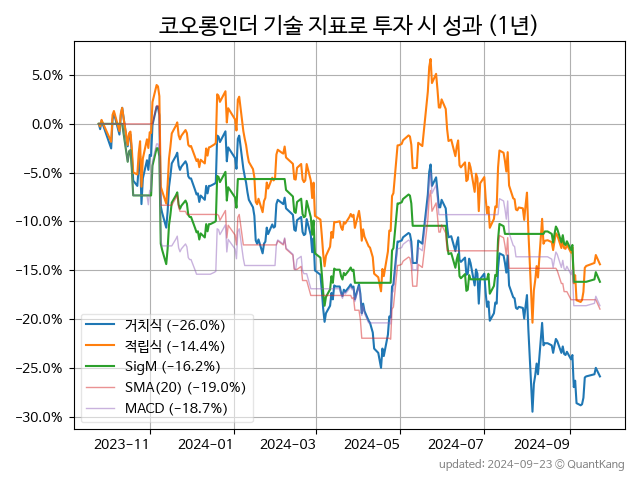 코오롱인더 기술 지표로 투자 시 성과 (1년)
5.0%
0.0%
−5.0%
−10.0%
−15.0%
−20.0%
−25.0%
−30.0%
거치식 (−26.0%)
적립식 (−14.4%)
SigM (−16.2%)
SMA(20) (−19.0%)
MACD (−18.7%)
2023−11 2024−01 2024−03 2024−05 2024−07 2024−09
updated: 2024−09−23 © QuantKang